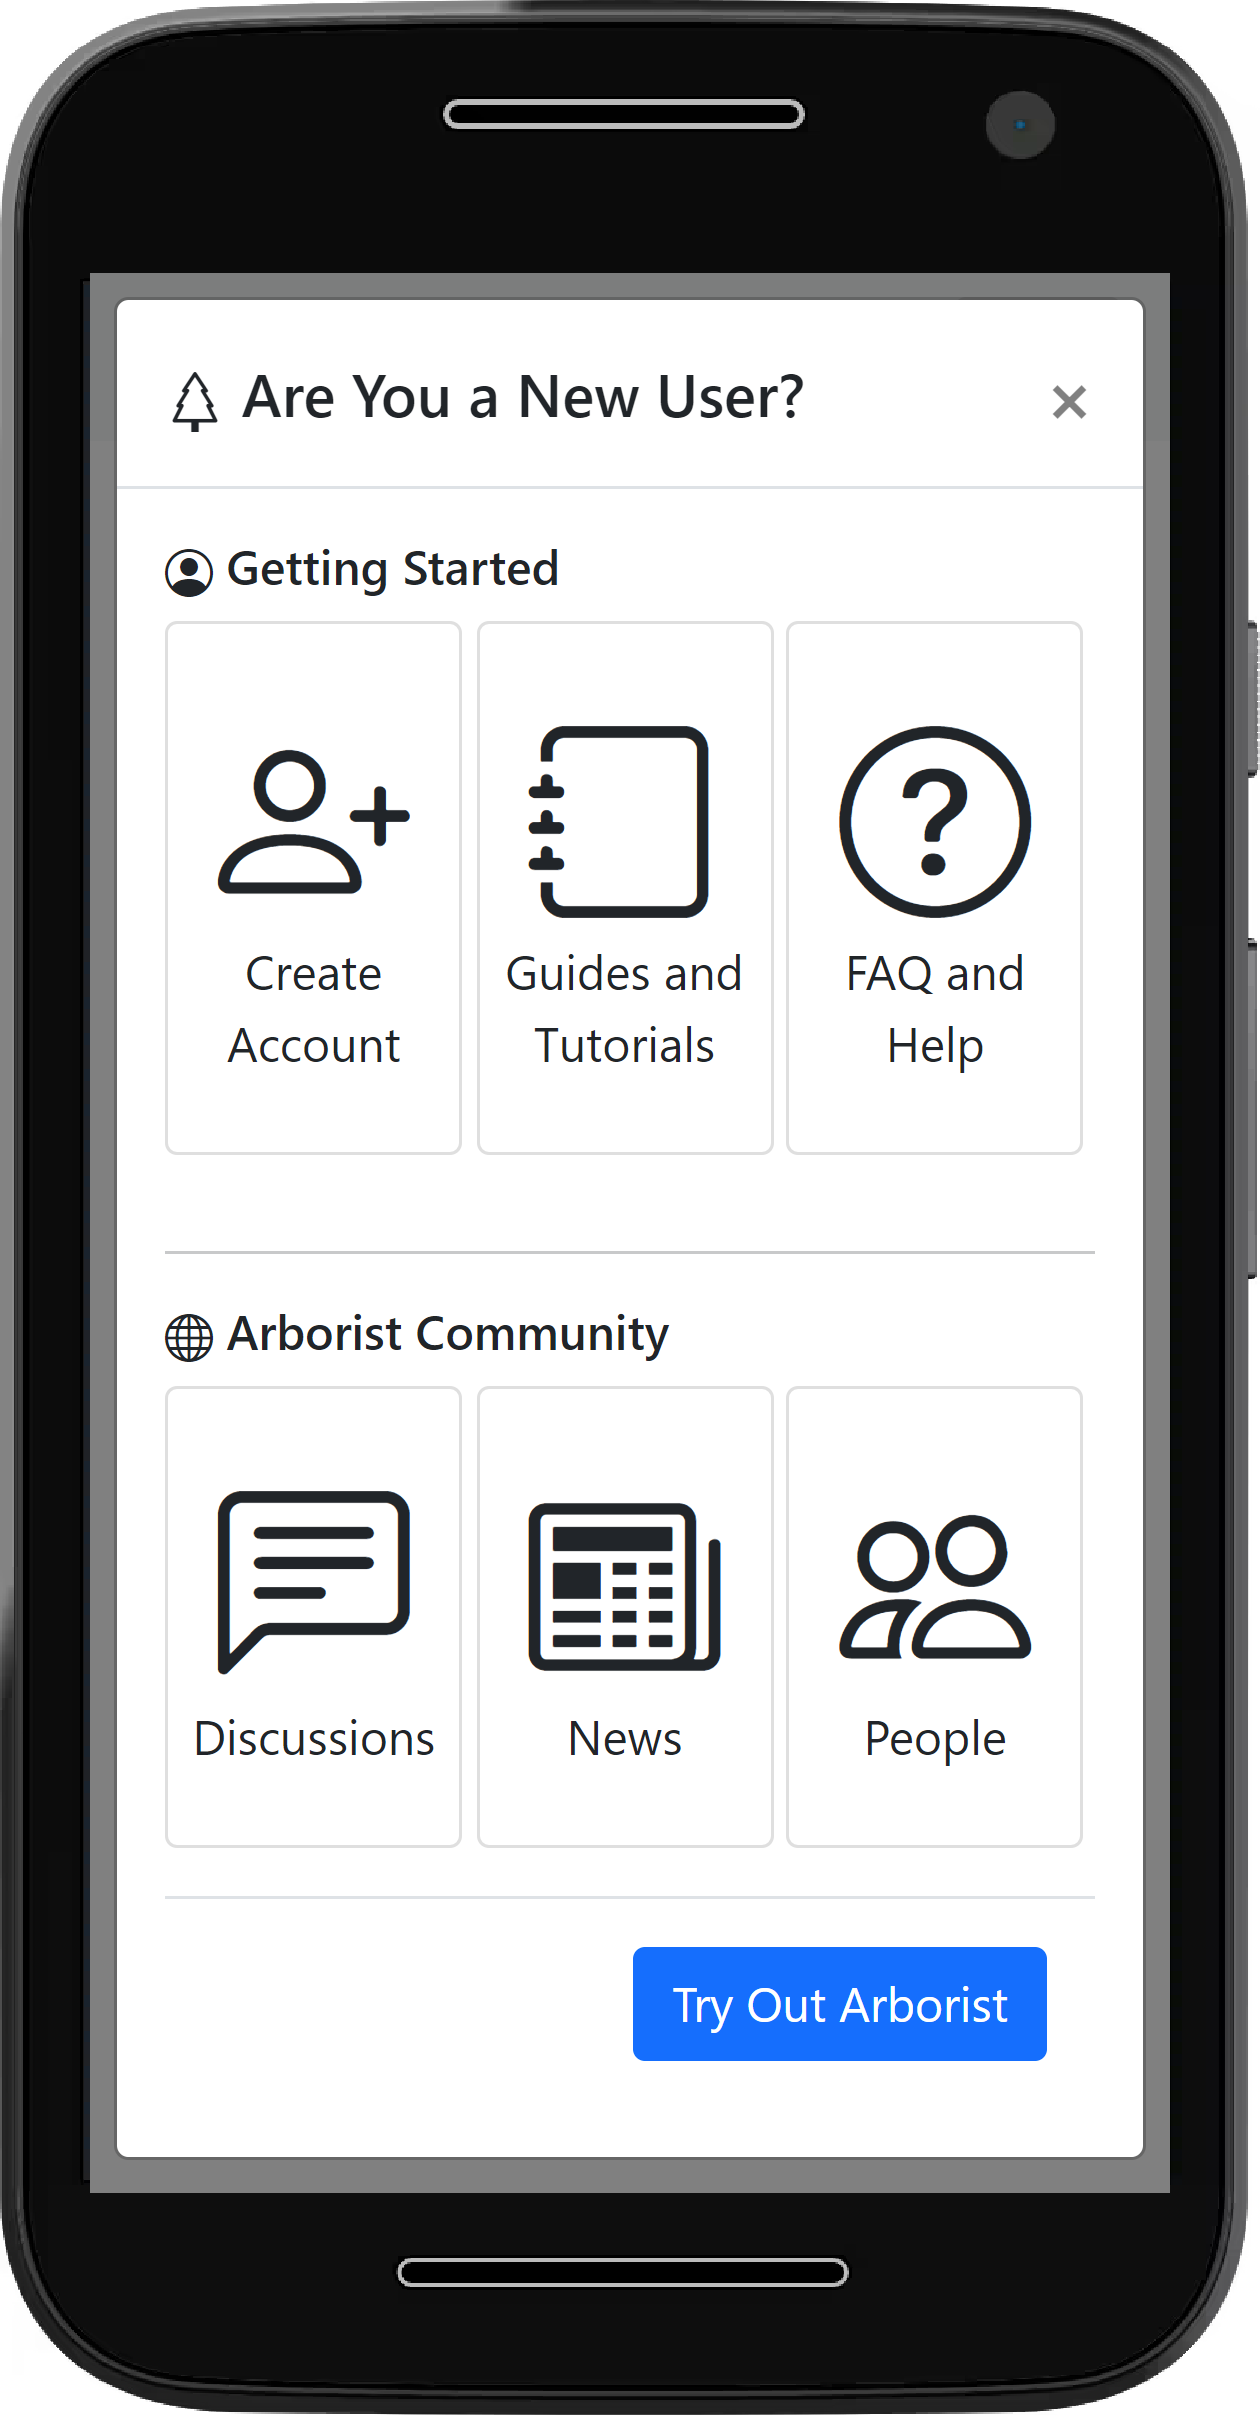 Are You a New User?
Getting Started
Create
Account
Guides and
Tutorials
FAQ and
Help
Arborist Community
Discussions
News
People
Try Out Arborist